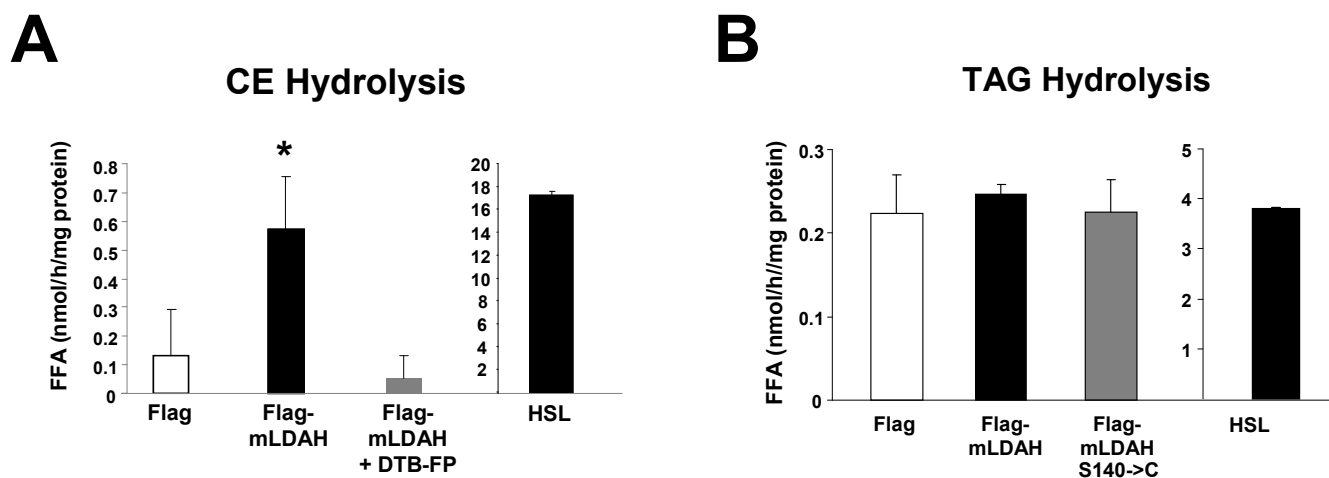 A
CE Hydrolysis
FFA (nmol/h/mg protein)
0.8
0.7
0.6
0.5
0.4
0.3
0.2
0.1
0
*
20
18
16
14
12
10
8
6
4
2
Flag
Flag-
mLDAH
Flag-
mLDAH
+ DTB-FP
HSL
B
TAG Hydrolysis
FFA (nmol/h//mg protein)
0.3
0.2
0.1
0
5
4
3
2
1
Flag
Flag-
mLDAH
Flag-
mLDAH
S140->C
HSL